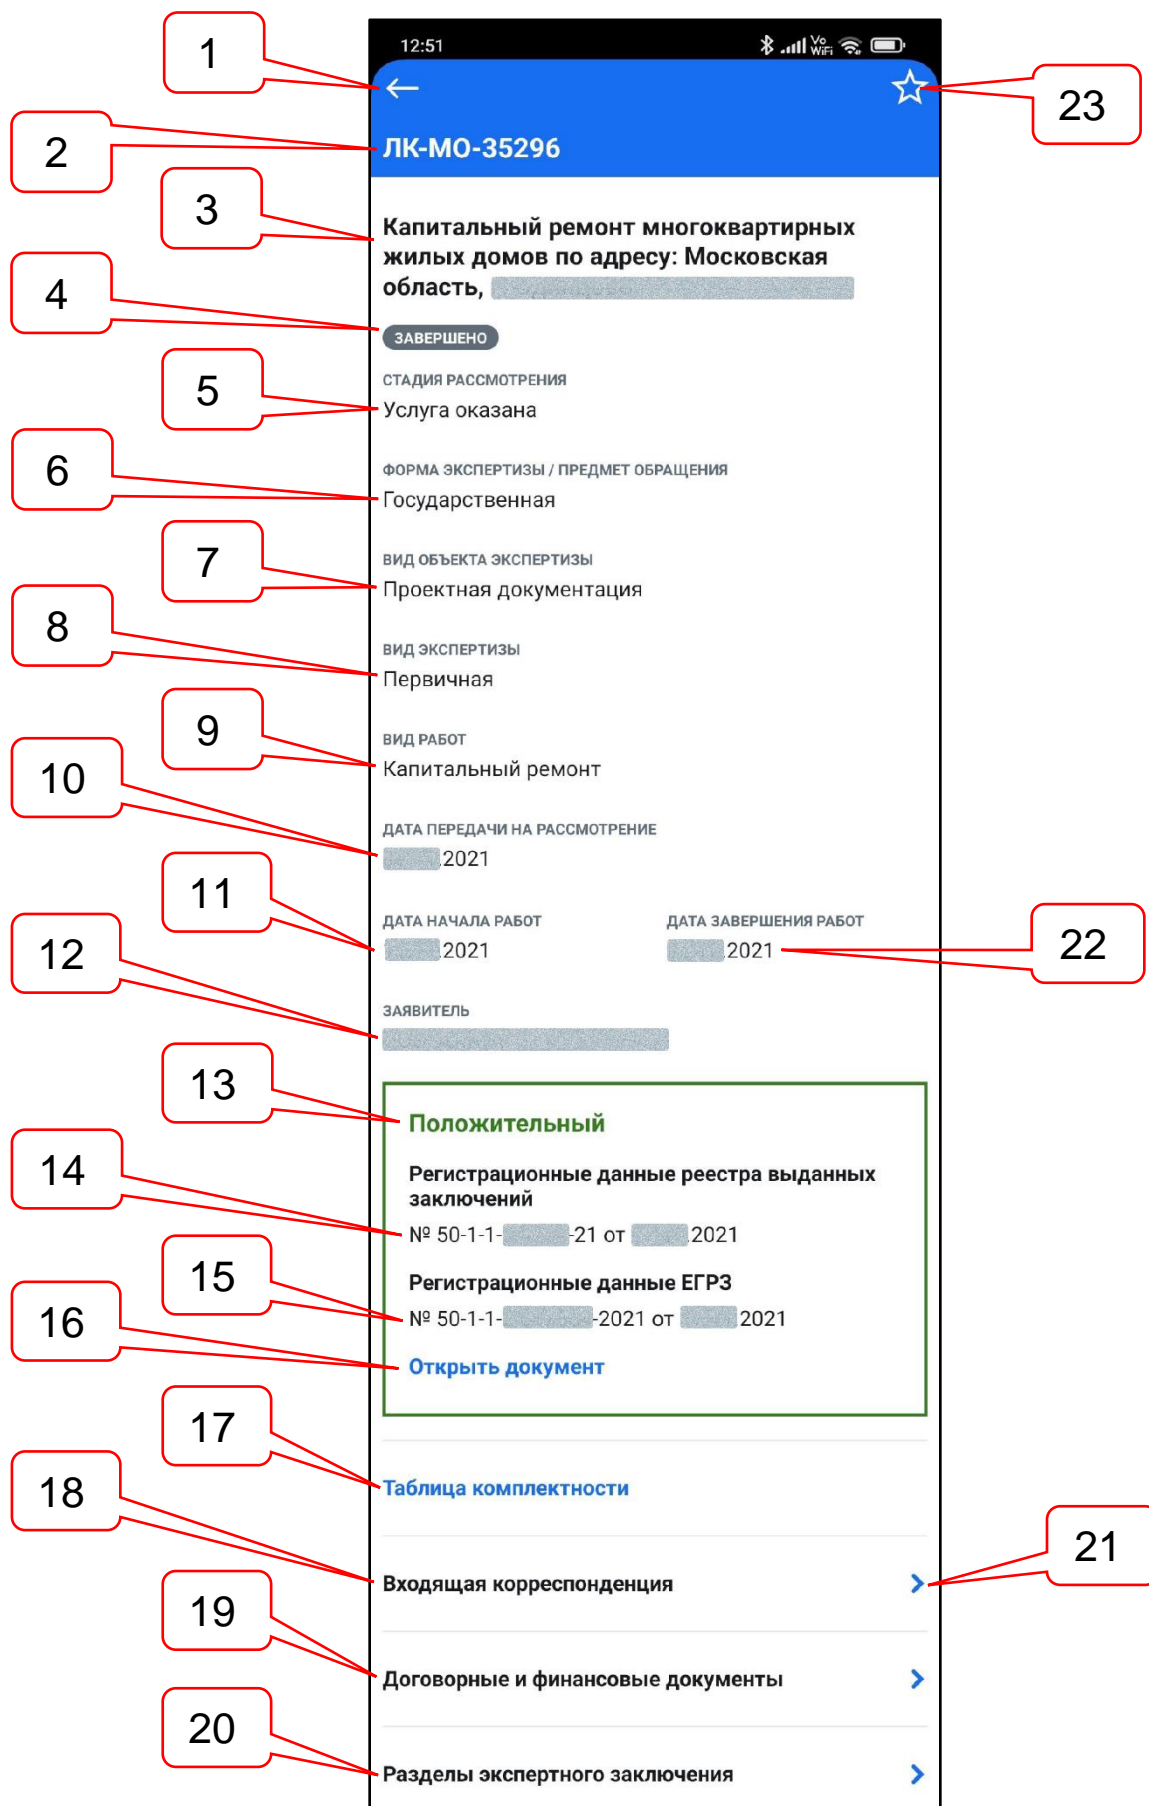 1
12:51
Vo WiFi
23
2
ЛК-МО-35296
3
Капитальный ремонт многоквартирных
жилых домов по адресу: Московская
область,
4
ЗАВЕРШЕНО
5
СТАДИЯ РАССМОТРЕНИЯ
Услуга оказана
6
ФОРМА ЭКСПЕРТИЗЫ / ПРЕДМЕТ ОБРАЩЕНИЯ
Государственная
7
ВИД ОБЪЕКТА ЭКСПЕРТИЗЫ
Проектная документация
8
ВИД ЭКСПЕРТИЗЫ
Первичная
9
ВИД РАБОТ
Капитальный ремонт
10
ДАТА ПЕРЕДАЧИ НА РАССМОТРЕНИЕ
.2021
11
ДАТА НАЧАЛА РАБОТ ДАТА ЗАВЕРШЕНИЯ РАБОТ
.2021 .2021
22
12
ЗАЯВИТЕЛЬ
13
Положительный
14
Регистрационные данные реестра выданных
заключений
№ 50-1-1- -21 от .2021
15
Регистрационные данные ЕГРЗ
№ 50-1-1- -2021 от 2021
16
Открыть документ
17
Таблица комплектности
18
Входящая корреспонденция
21
19
Договорные и финансовые документы
20
Разделы экспертного заключения